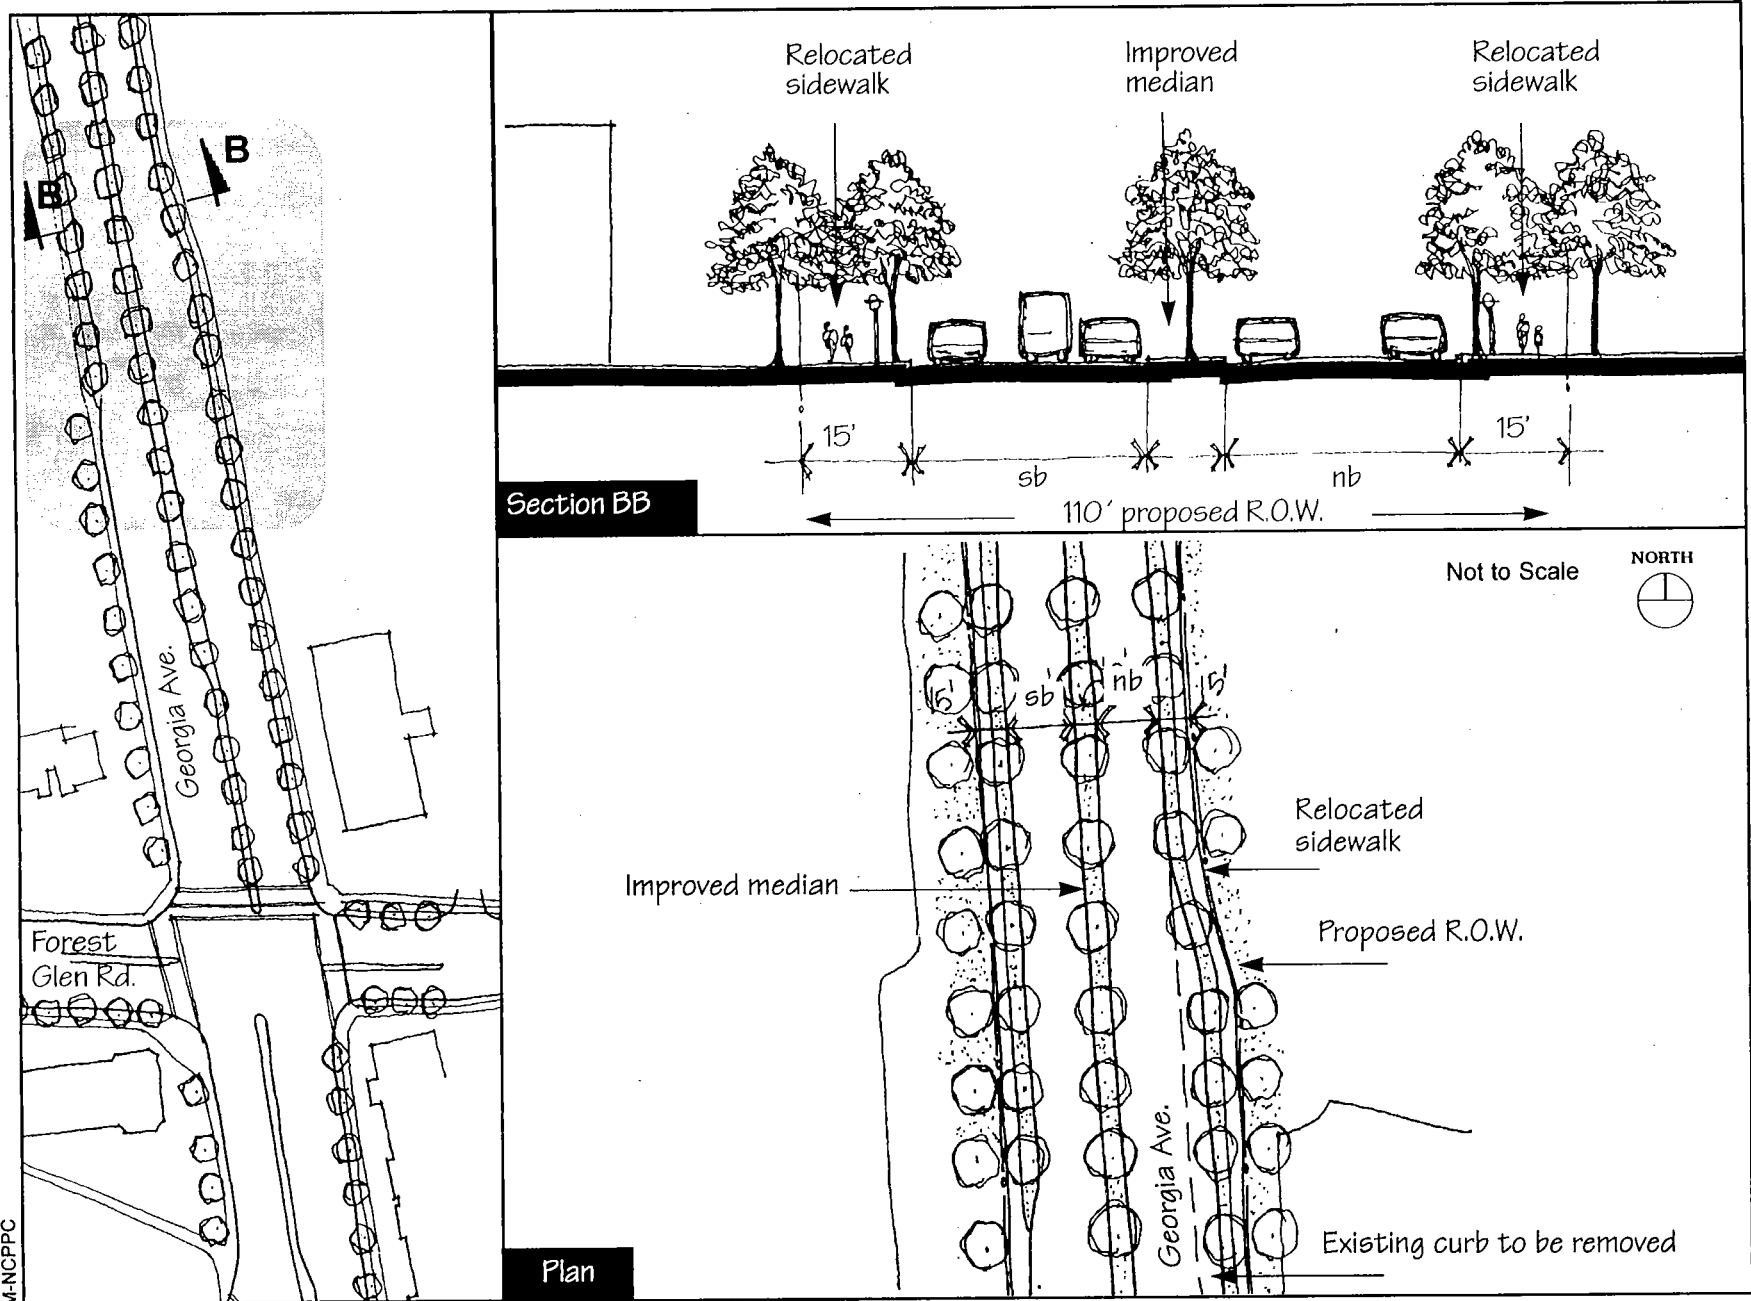 B
B
Georgia Ave.
Forest
Glen Rd.
M-NCPPC
Relocated
sidewalk
Improved
median
Relocated
sidewalk
15'
15'
sb
nb
Section BB
110' proposed R.O.W.
Not to Scale
NORTH
15'
sb
nb
15'
Relocated
sidewalk
Improved median
Proposed R.O.W.
Georgia Ave.
Existing curb to be removed
Plan